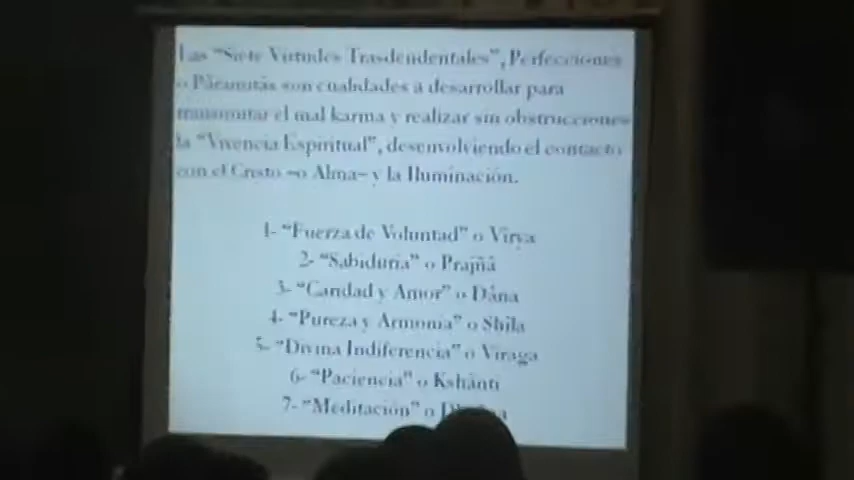 Las "Siete Virtudes Trasdendentales", Perfecciones
o Pâramitâs son cualidades a desarrollar para
transmutar el mal karma y realizar sin obstrucciones
la "Vivencia Espiritual", desenvolviendo el contacto
con el Cristo –o Alma– y la Iluminación.
1- "Fuerza de Voluntad" o Virya
2- "Sabiduría" o Prajñâ
3- "Caridad y Amor" o Dâna
4- "Pureza y Armonía" o Shila
5- "Divina Indiferencia" o Viraga
6- "Paciencia" o Kshânti
7- "Meditación" o